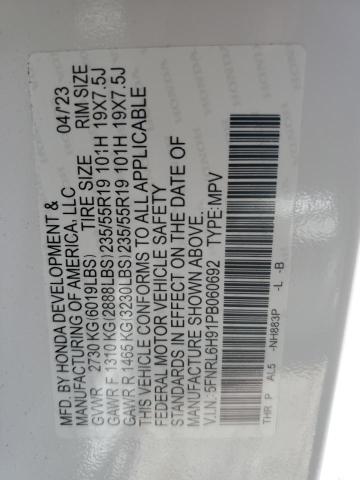 MFD. BY HONDA DEVELOPMENT &
MANUFACTURING OF AMERICA, LLC 04/'23
GVWR 2730 KG (6019LBS) TIRE SIZE RIM SIZE
GAWR F 1310 KG (2888LBS) 235/55R19 101H 19X7.5J
GAWR R 1465 KG (3230LBS) 235/55R19 101H 19X7.5J
THIS VEHICLE CONFORMS TO ALL APPLICABLE
FEDERAL MOTOR VEHICLE SAFETY
STANDARDS IN EFFECT ON THE DATE OF
MANUFACTURE SHOWN ABOVE.
V.I.N.: 5FNRL6H91PB060692 TYPE: MPV
THR P AL5 -NH883P -L -B